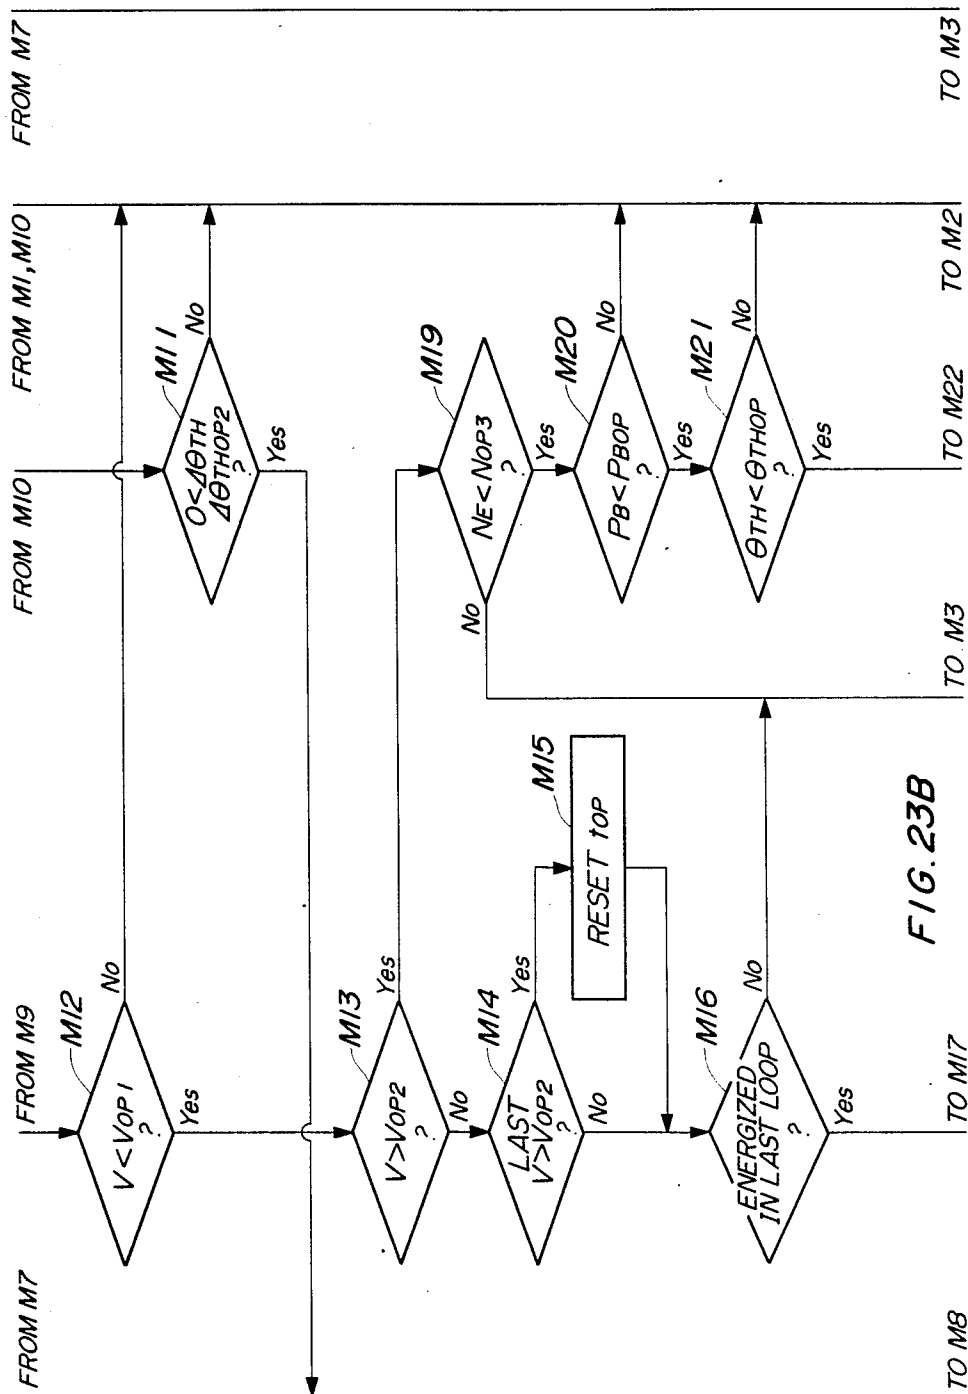 FROM M7
FROM M9
FROM M10
FROM M1, M10
FROM M7
M12
V<VOP1
?
No
Yes
M11
0<ΔθTH
ΔθTHOP2
?
No
Yes
M13
V>VOP2
?
Yes
No
M14
LAST
V>VOP2
?
Yes
No
M15
RESET tOP
M16
ENERGIZED
IN LAST LOOP
?
No
Yes
M19
NE<NOP3
?
No
Yes
M20
PB<PBOP
?
No
Yes
M21
θTH<θTHOP
?
No
Yes
TO M8
TO M17
TO M3
TO M22
TO M2
TO M3
FIG. 23B